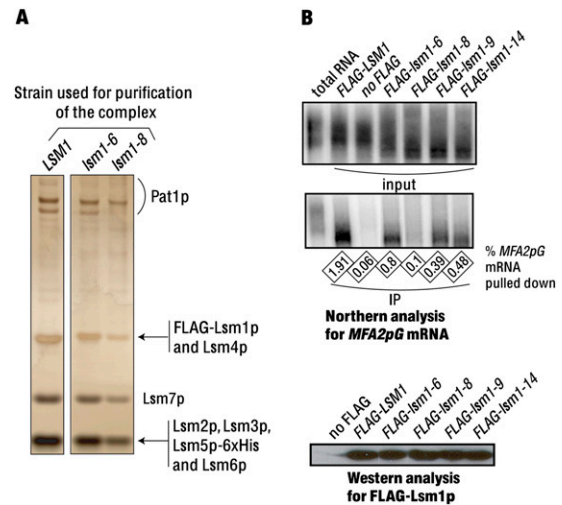 A
Strain used for purification
of the complex
LSM1
lsm1-6
lsm1-8
Pat1p
FLAG-Lsm1p
and Lsm4p
Lsm7p
Lsm2p, Lsm3p,
Lsm5p-6xHis
and Lsm6p
B
total RNA
FLAG-LSM1
no FLAG
FLAG-lsm1-6
FLAG-lsm1-8
FLAG-lsm1-9
FLAG-lsm1-14
input
1.91
0.06
0.8
0.1
0.39
0.48
% MFA2pG
mRNA
pulled down
IP
Northern analysis
for MFA2pG mRNA
no FLAG
FLAG-LSM1
FLAG-lsm1-6
FLAG-lsm1-8
FLAG-lsm1-9
FLAG-lsm1-14
Western analysis
for FLAG-Lsm1p